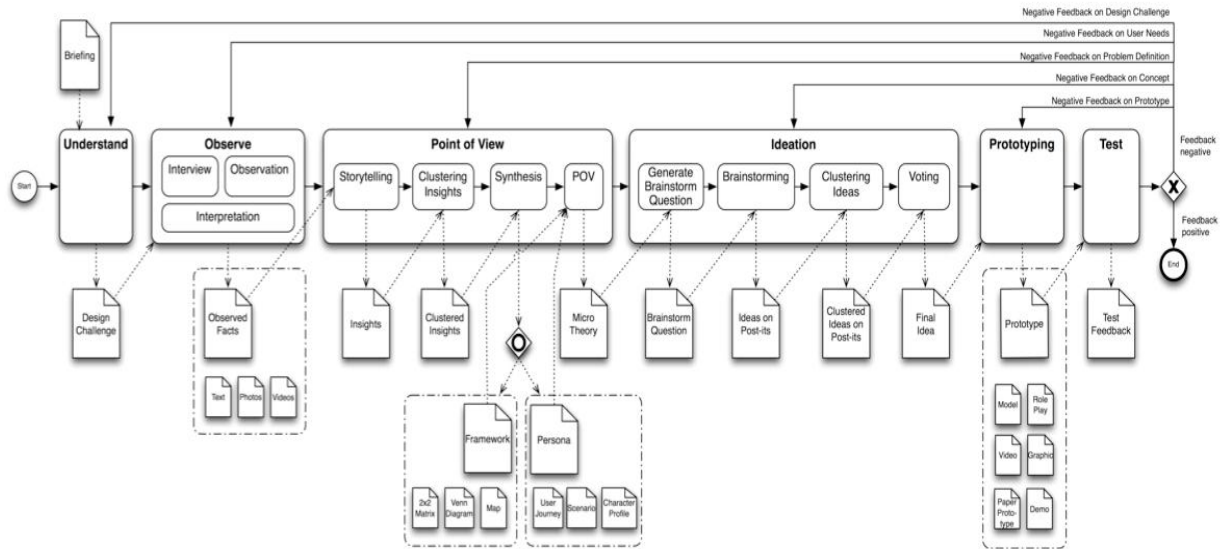 Negative Feedback on Design Challenge
Negative Feedback on User Needs
Negative Feedback on Problem Definition
Negative Feedback on Concept
Negative Feedback on Prototype
Briefing
Understand
Observe
Point of View
Ideation
Prototyping
Test
Feedback
negative
Start
Interview
Observation
Interpretation
Storytelling
Clustering
Insights
Synthesis
POV
Generate
Brainstorm
Question
Brainstorming
Clustering
Ideas
Voting
X
Feedback
positive
End
Design
Challenge
Observed
Facts
Insights
Clustered
Insights
Micro
Theory
Brainstorm
Question
Ideas on
Post-its
Clustered
Ideas on
Post-its
Final
Idea
Prototype
Test
Feedback
Text
Photos
Videos
Framework
Persona
2x2
Matrix
Venn
Diagram
Map
User
Journey
Scenario
Character
Profile
Model
Role
Play
Video
Graphic
Paper
Proto-
type
Demo